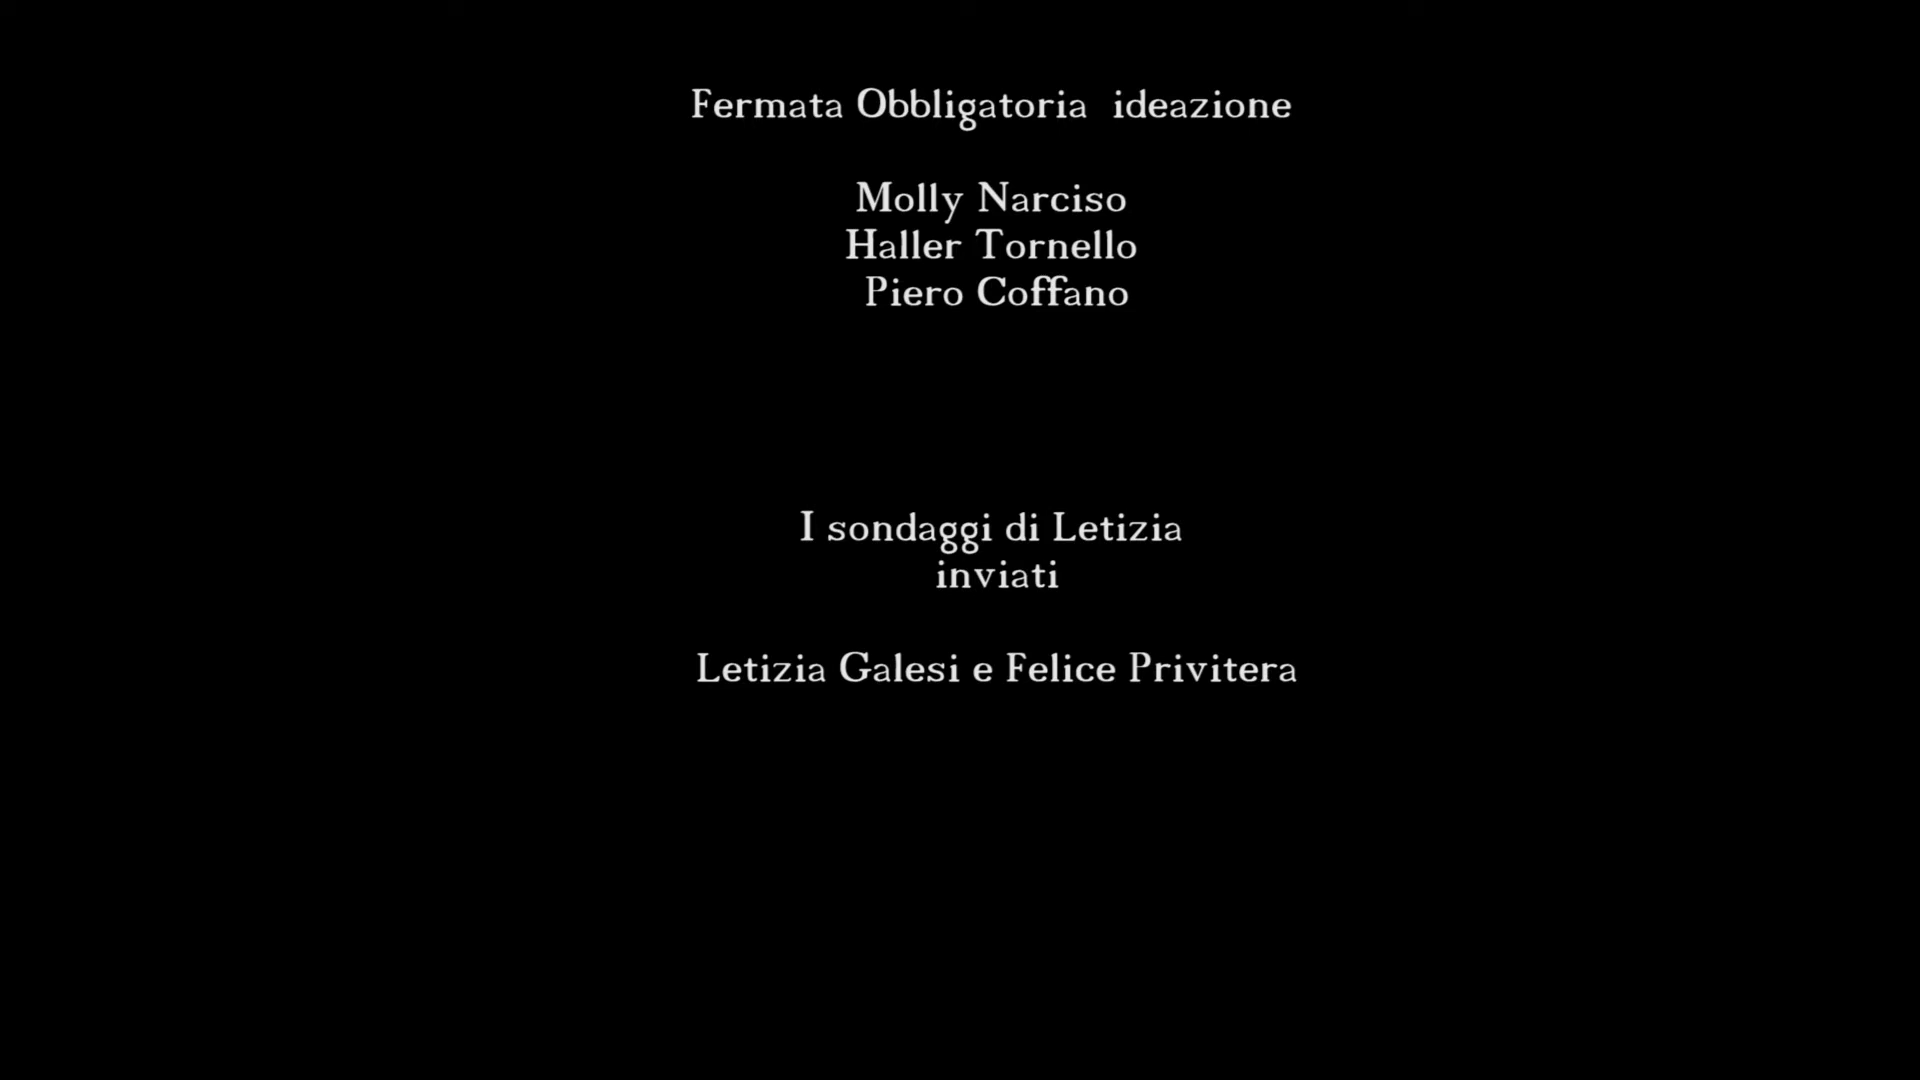 Fermata Obbligatoria  ideazione
Molly Narciso
Haller Tornello
Piero Coffano
I sondaggi di Letizia
inviati
Letizia Galesi e Felice Privitera